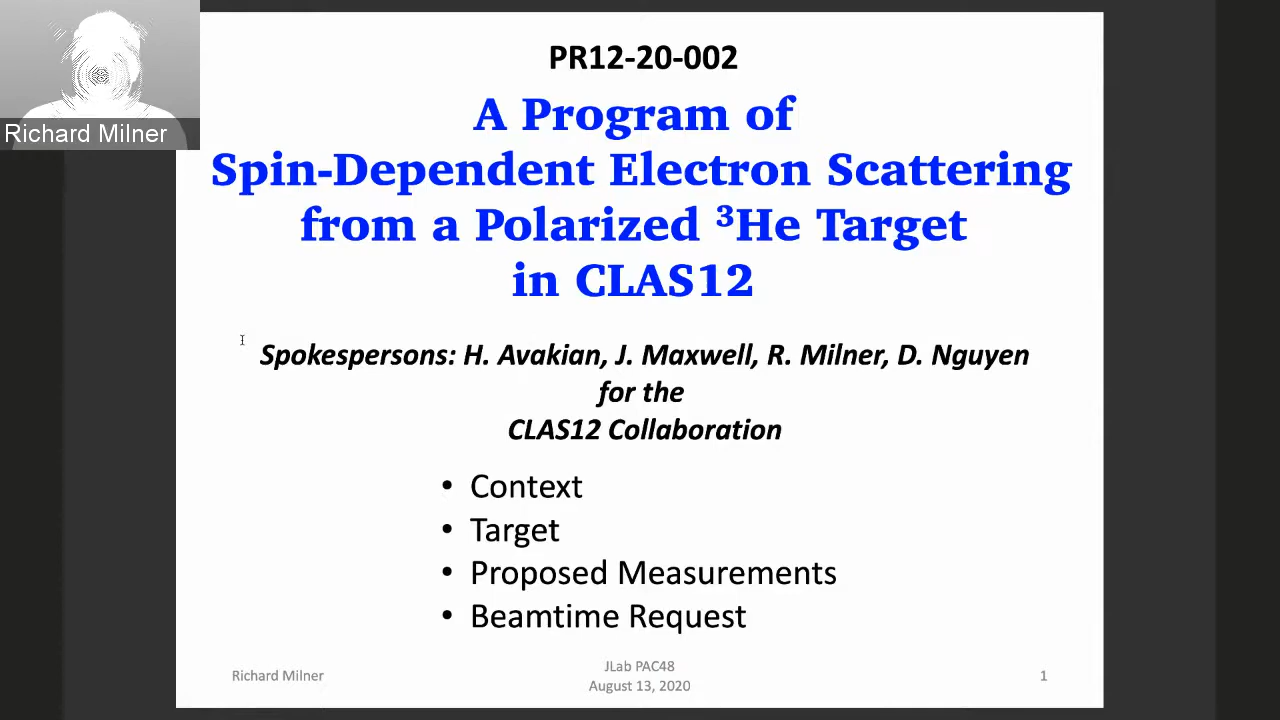 Richard Milner
PR12-20-002
A Program of
Spin-Dependent Electron Scattering
from a Polarized ³He Target
in CLAS12
Spokespersons: H. Avakian, J. Maxwell, R. Milner, D. Nguyen
for the
CLAS12 Collaboration
• Context
• Target
• Proposed Measurements
• Beamtime Request
Richard Milner
JLab PAC48
August 13, 2020
1